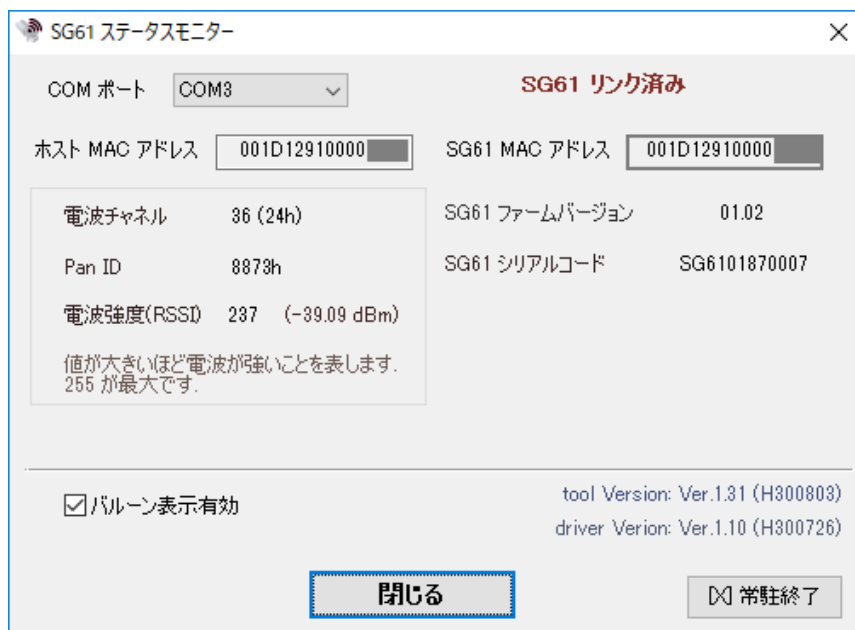 SG61 ステータスモニター
COM ポート COM3 SG61 リンク済み
ホスト MAC アドレス 001D12910000 SG61 MAC アドレス 001D12910000
電波チャネル 36 (24h) SG61 ファームバージョン 01.02
Pan ID 8873h SG61 シリアルコード SG6101870007
電波強度(RSSI) 237 (-39.09 dBm)
値が大きいほど電波が強いことを表します.
255 が最大です.
バルーン表示有効 tool Version: Ver.1.31 (H300803)
driver Verion: Ver.1.10 (H300726)
閉じる 常駐終了